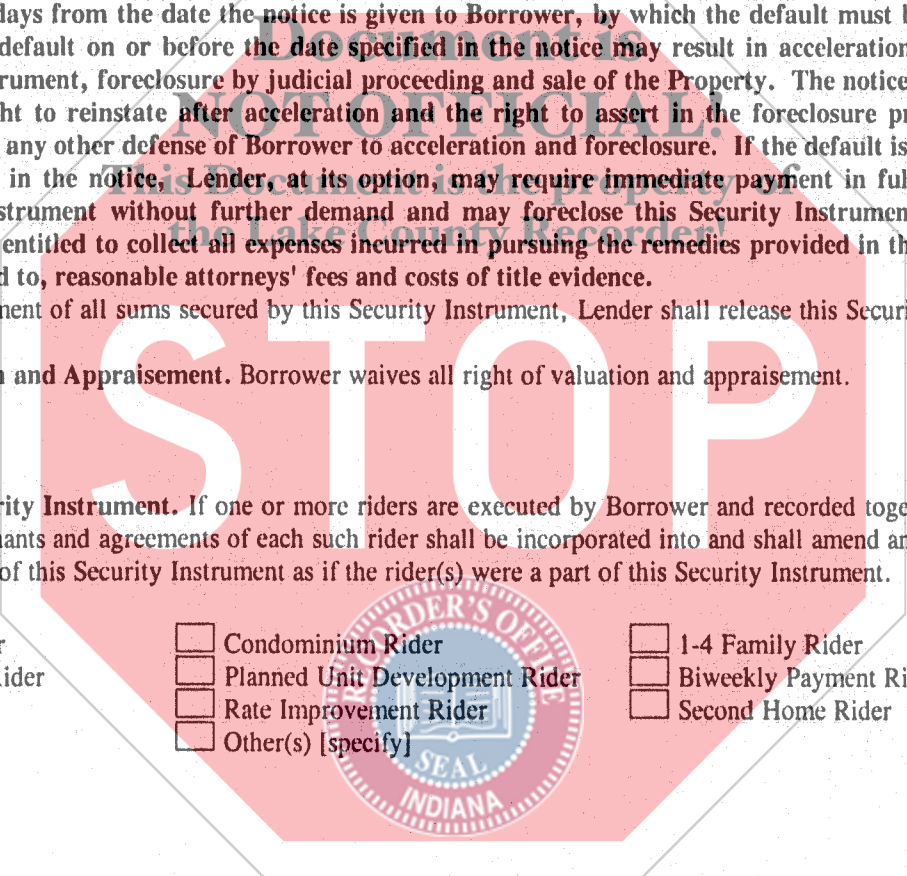 days from the date the notice is given to Borrower, by which the default must b
Document is
default on or before the date specified in the notice may result in acceleration
rument, foreclosure by judicial proceeding and sale of the Property. The notice
NOT OFFICIAL!
ht to reinstate after acceleration and the right to assert in the foreclosure pr
any other defense of Borrower to acceleration and foreclosure. If the default is
This Document is the property
in the notice, Lender, at its option, may require immediate payment in ful
strument without further demand and may foreclose this Security Instrumen
the Lake County Recorder!
entitled to collect all expenses incurred in pursuing the remedies provided in th
d to, reasonable attorneys' fees and costs of title evidence.
ment of all sums secured by this Security Instrument, Lender shall release this Securi
STOP
n and Appraisement. Borrower waives all right of valuation and appraisement.
rity Instrument. If one or more riders are executed by Borrower and recorded toge
nants and agreements of each such rider shall be incorporated into and shall amend an
of this Security Instrument as if the rider(s) were a part of this Security Instrument.
RECORDER'S OFFICE
r Condominium Rider 1-4 Family Rider
ider Planned Unit Development Rider Biweekly Payment Ri
Rate Improvement Rider Second Home Rider
Other(s) [specify]
SEAL
INDIANA